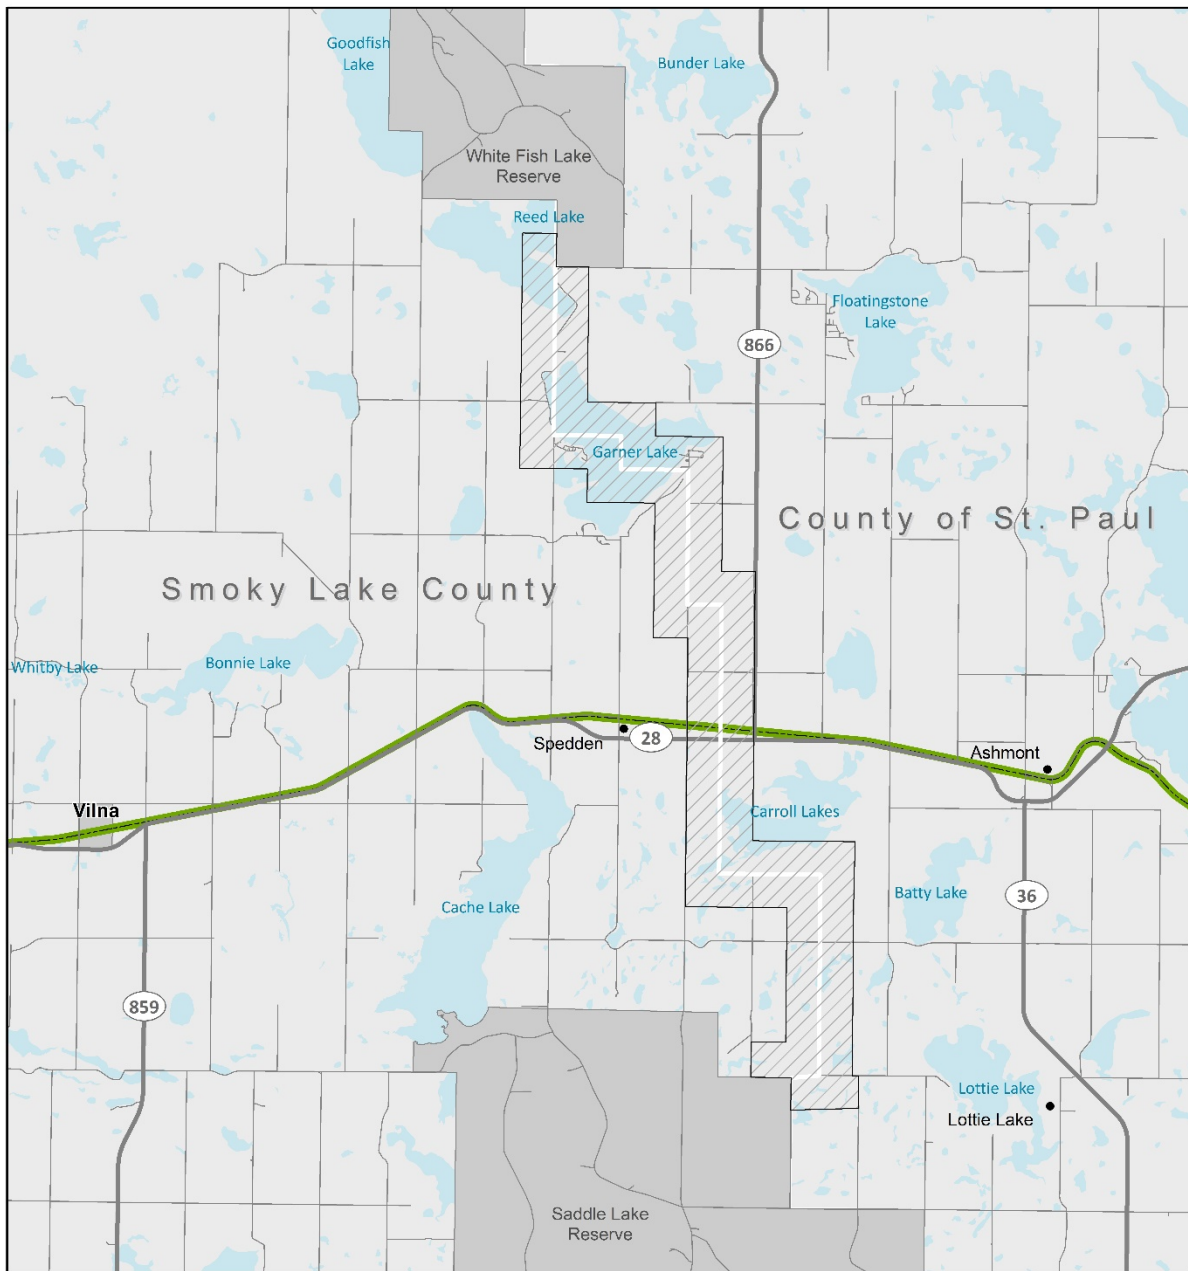 Goodfish
Lake
Bunder Lake
White Fish Lake
Reserve
Reed Lake
Floatingstone
Lake
866
Garner Lake
County of St. Paul
Smoky Lake County
Whitby Lake
Bonnie Lake
Spedden
28
Ashmont
Vilna
Carroll Lakes
Batty Lake
36
Cache Lake
859
Lottie Lake
Lottie Lake
Saddle Lake
Reserve